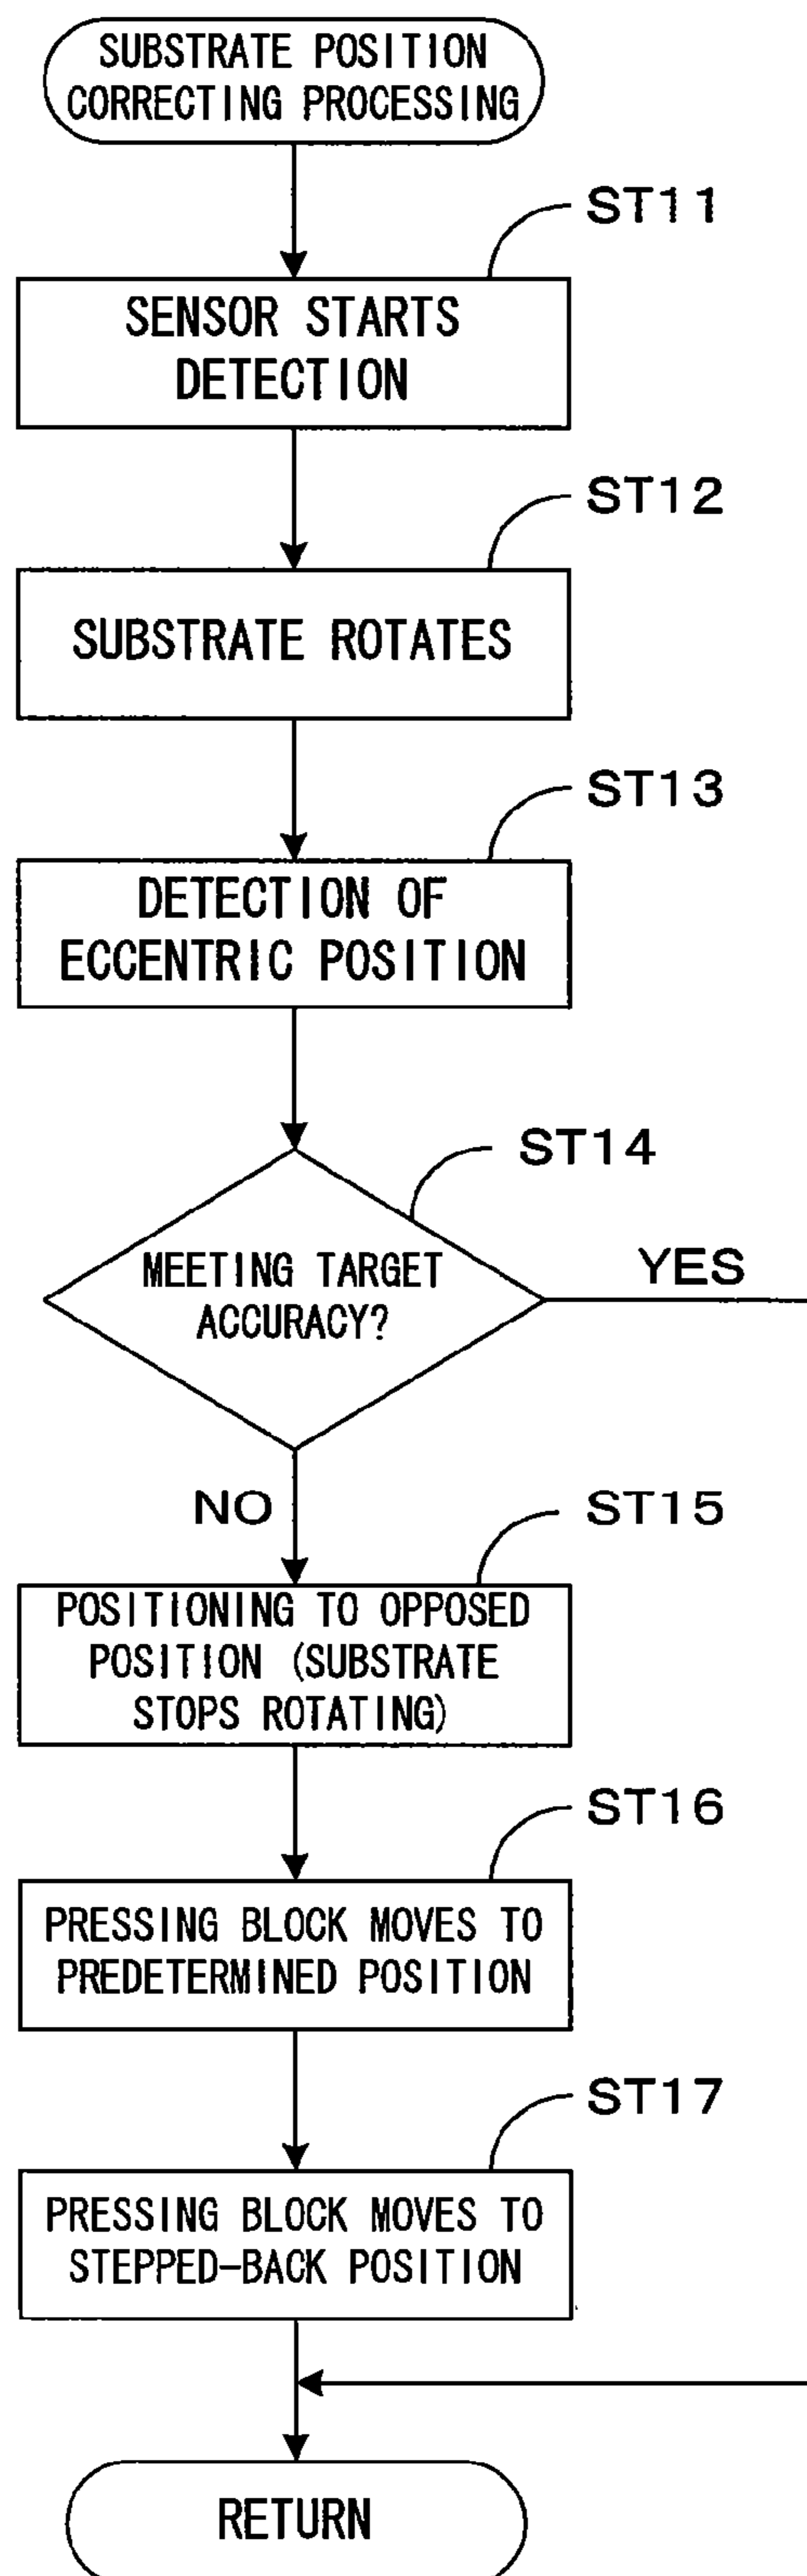 SUBSTRATE POSITION
CORRECTING PROCESSING
ST11
SENSOR STARTS
DETECTION
ST12
SUBSTRATE ROTATES
ST13
DETECTION OF
ECCENTRIC POSITION
ST14
MEETING TARGET
ACCURACY?
YES
NO
ST15
POSITIONING TO OPPOSED
POSITION (SUBSTRATE
STOPS ROTATING)
ST16
PRESSING BLOCK MOVES TO
PREDETERMINED POSITION
ST17
PRESSING BLOCK MOVES TO
STEPPED-BACK POSITION
RETURN